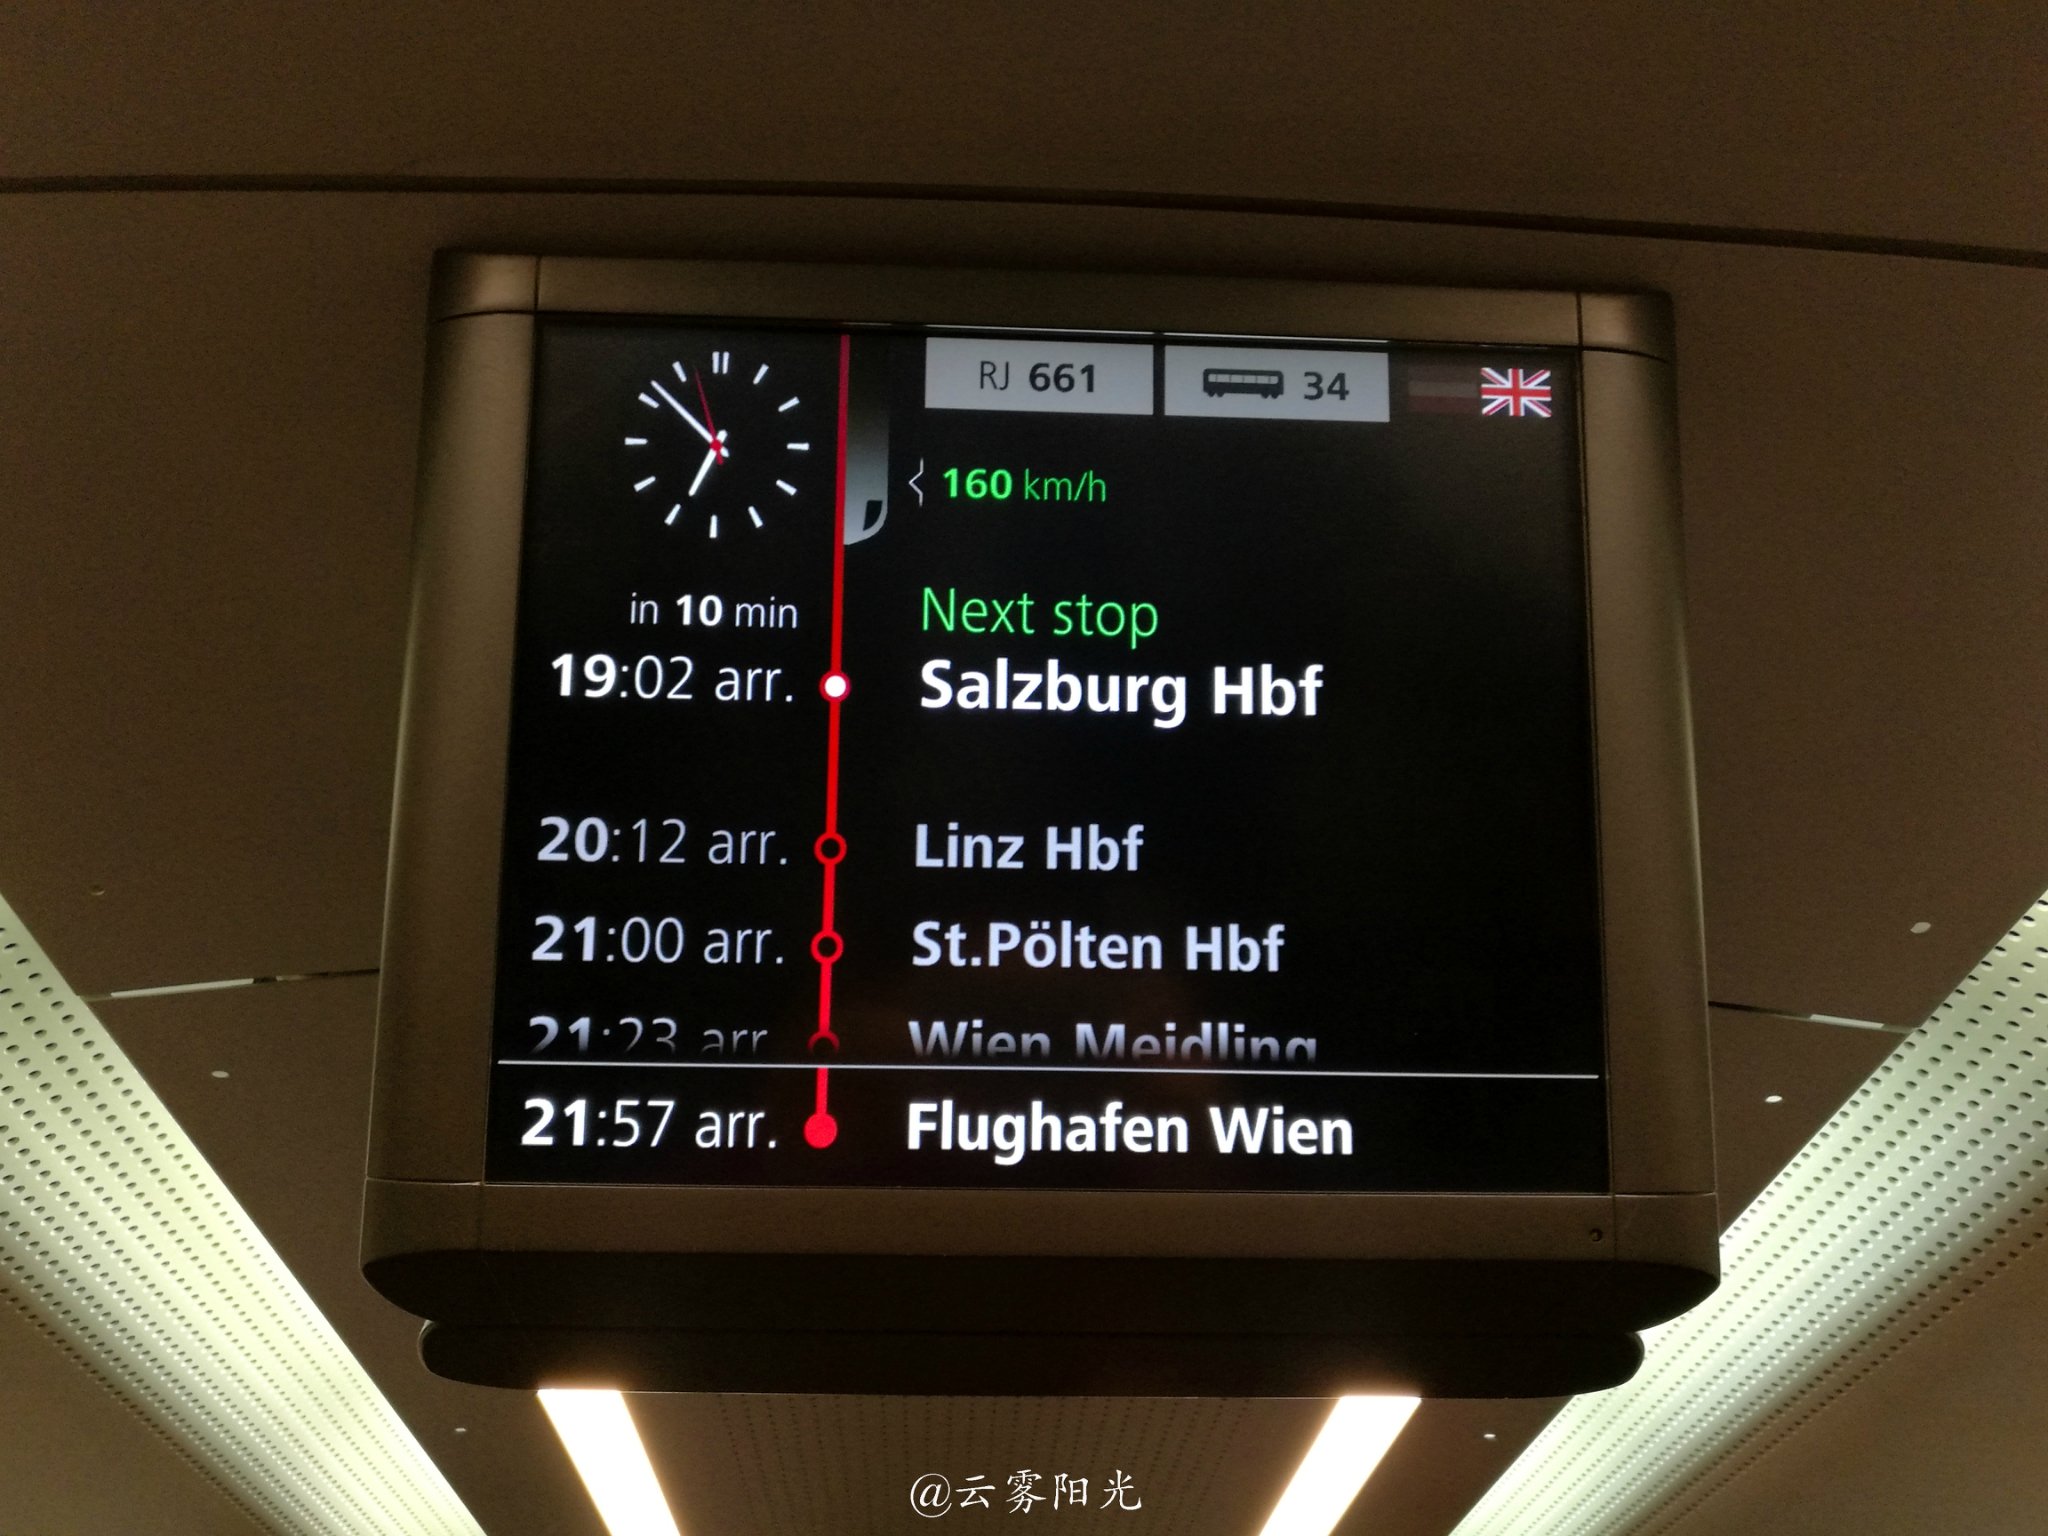 RJ 661
34
160 km/h
in 10 min
Next stop
19:02 arr.
Salzburg Hbf
20:12 arr.
Linz Hbf
21:00 arr.
St.Pölten Hbf
21:23 arr.
Wien Meidling
21:57 arr.
Flughafen Wien
@云雾阳光